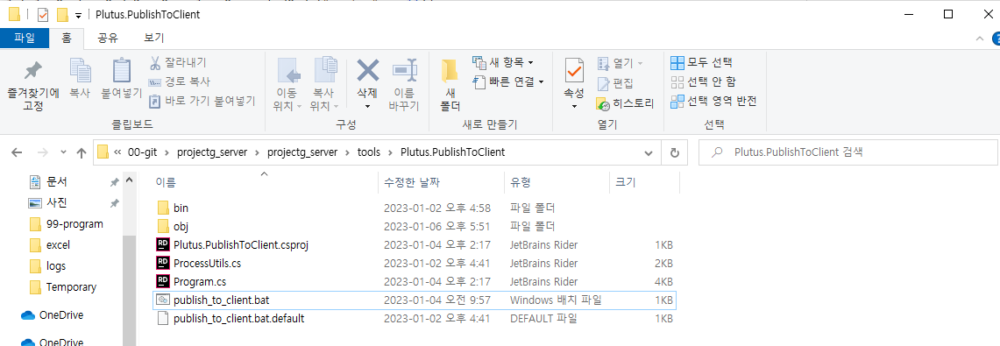 Plutus.PublishToClient
파일 홈 공유 보기
즐겨찾기에 고정
복사
붙여넣기
잘라내기
경로 복사
바로 가기 붙여넣기
클립보드
이동 위치
복사 위치
삭제
이름 바꾸기
구성
새 폴더
새 항목
빠른 연결
새로 만들기
속성
열기
편집
히스토리
열기
모두 선택
선택 안 함
선택 영역 반전
선택
« 00-git > projectg_server > projectg_server > tools > Plutus.PublishToClient
Plutus.PublishToClient 검색
문서
사진
99-program
excel
logs
Temporary
OneDrive
OneDrive
이름 수정한 날짜 유형 크기
bin 2023-01-02 오후 4:58 파일 폴더
obj 2023-01-06 오후 5:51 파일 폴더
Plutus.PublishToClient.csproj 2023-01-04 오후 2:17 JetBrains Rider 1KB
ProcessUtils.cs 2023-01-02 오후 4:41 JetBrains Rider 2KB
Program.cs 2023-01-04 오후 2:17 JetBrains Rider 4KB
publish_to_client.bat 2023-01-04 오전 9:57 Windows 배치 파일 1KB
publish_to_client.bat.default 2023-01-02 오후 4:41 DEFAULT 파일 1KB